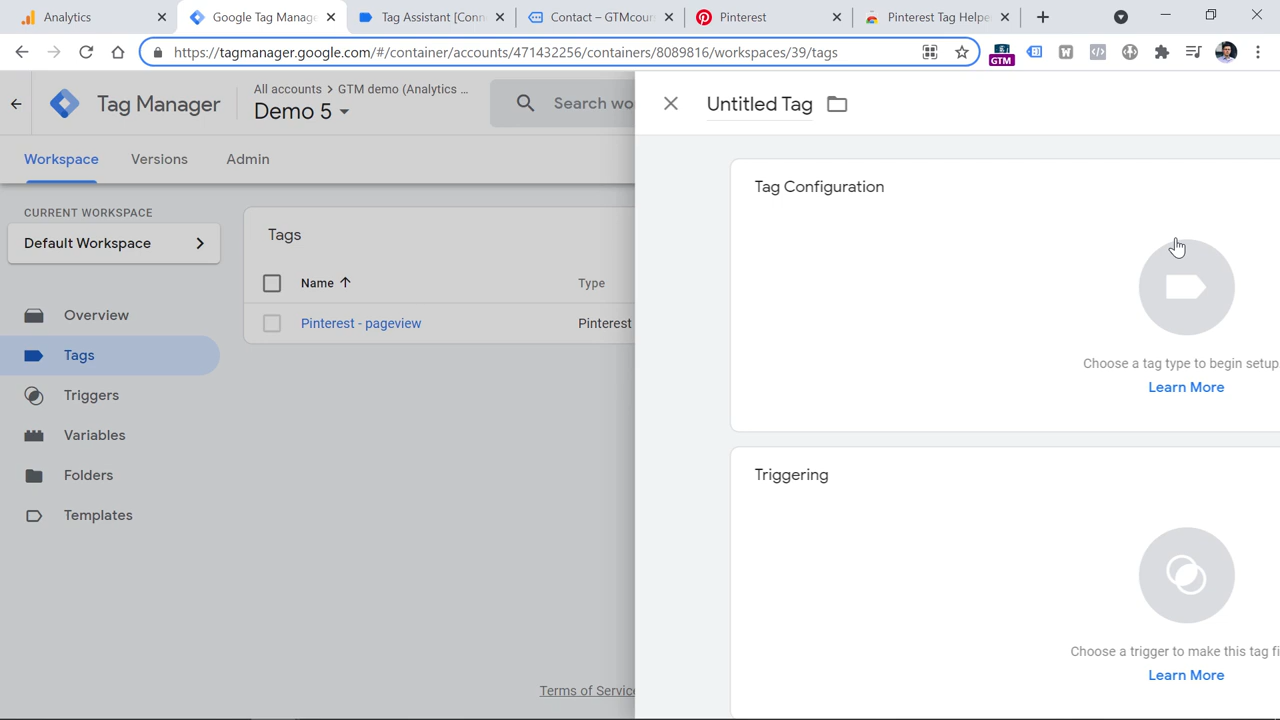 Analytics
Google Tag Manage
Tag Assistant [Conn
Contact – GTMcour
Pinterest
Pinterest Tag Helpe
https://tagmanager.google.com/#/container/accounts/471432256/containers/8089816/workspaces/39/tags
GTM
Tag Manager
All accounts > GTM demo (Analytics ...
Demo 5
Search wo
Untitled Tag
Workspace
Versions
Admin
CURRENT WORKSPACE
Default Workspace
Overview
Tags
Triggers
Variables
Folders
Templates
Tags
Name
Type
Pinterest - pageview
Pinterest
Terms of Service
Tag Configuration
Choose a tag type to begin setup
Learn More
Triggering
Choose a trigger to make this tag fi
Learn More